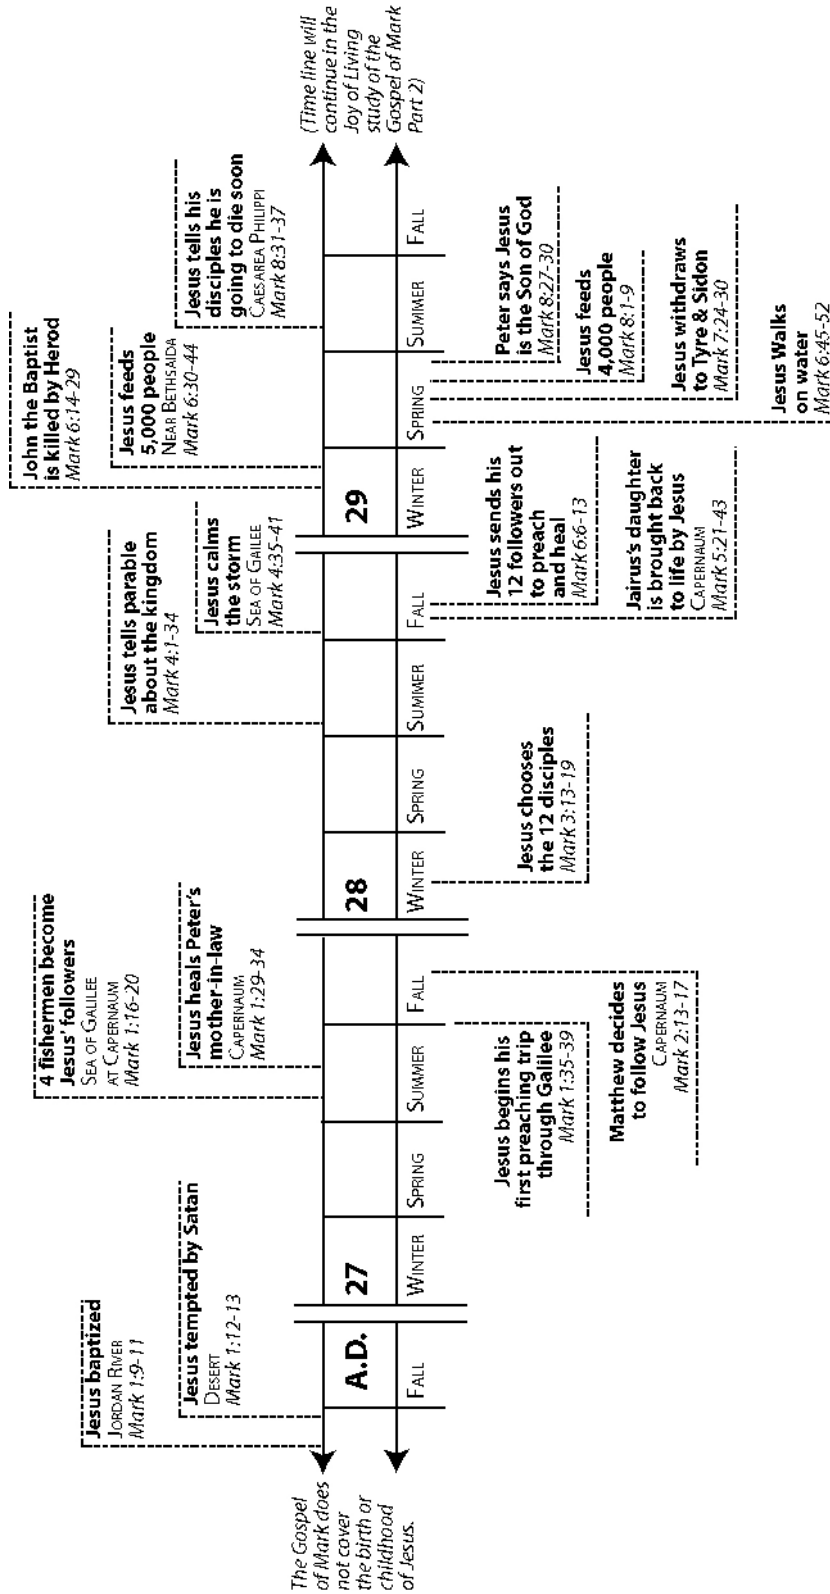 The Gospel
of Mark does
not cover
the birth or
childhood
of Jesus.
Jesus baptized
JORDAN RIVER
Mark 1:9-11
Jesus tempted by Satan
DESERT
Mark 1:12-13
4 fishermen become
Jesus' followers
SEA OF GALILEE
AT CAPERNAUM
Mark 1:16-20
Jesus heals Peter's
mother-in-law
CAPERNAUM
Mark 1:29-34
Jesus tells parable
about the kingdom
Mark 4:1-34
Jesus calms
the storm
SEA OF GAILEE
Mark 4:35-41
John the Baptist
is killed by Herod
Mark 6:14-29
Jesus feeds
5,000 people
NEAR BETHSAIDA
Mark 6:30-44
Jesus tells his
disciples he is
going to die soon
CAESAREA PHILIPPI
Mark 8:31-37
(Time line will
continue in the
Joy of Living
study of the
Gospel of Mark
Part 2)
A.D. 27 28 29
FALL WINTER SPRING SUMMER FALL WINTER SPRING SUMMER FALL WINTER SPRING SUMMER FALL
Jesus begins his
first preaching trip
through Galilee
Mark 1:35-39
Matthew decides
to follow Jesus
CAPERNAUM
Mark 2:13-17
Jesus chooses
the 12 disciples
Mark 3:13-19
Jesus sends his
12 followers out
to preach
and heal
Mark 6:6-13
Jairus's daughter
is brought back
to life by Jesus
CAPERNAUM
Mark 5:21-43
Peter says Jesus
is the Son of God
Mark 8:27-30
Jesus feeds
4,000 people
Mark 8:1-9
Jesus withdraws
to Tyre & Sidon
Mark 7:24-30
Jesus Walks
on water
Mark 6:45-52